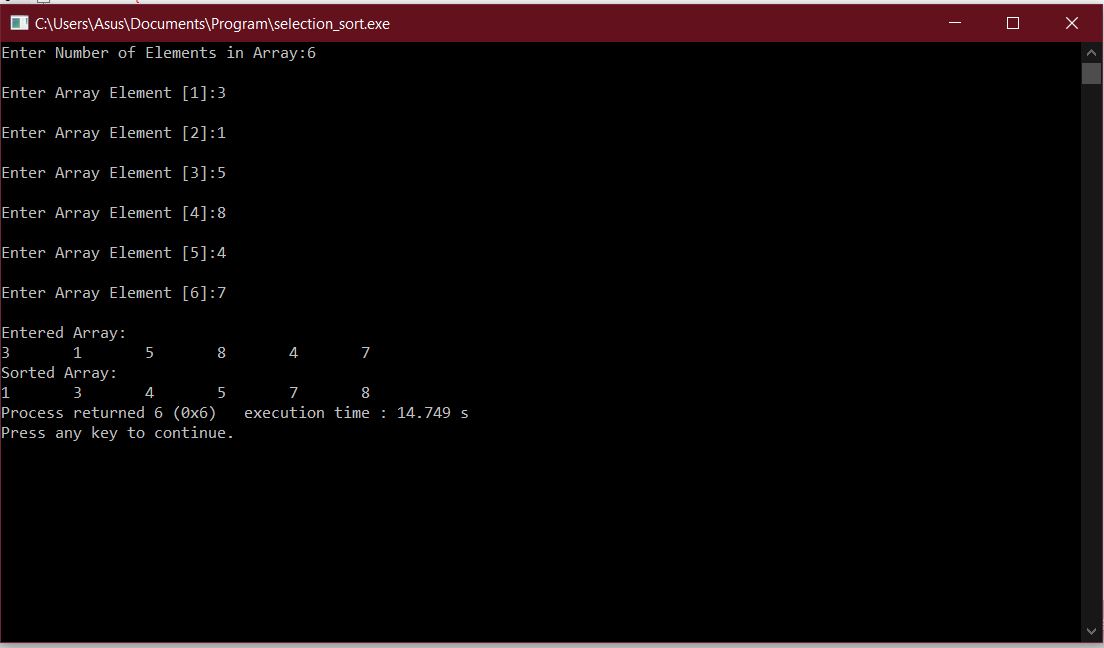 C:\Users\Asus\Documents\Program\selection_sort.exe
Enter Number of Elements in Array:6
Enter Array Element [1]:3
Enter Array Element [2]:1
Enter Array Element [3]:5
Enter Array Element [4]:8
Enter Array Element [5]:4
Enter Array Element [6]:7
Entered Array:
3 1 5 8 4 7
Sorted Array:
1 3 4 5 7 8
Process returned 6 (0x6) execution time : 14.749 s
Press any key to continue.